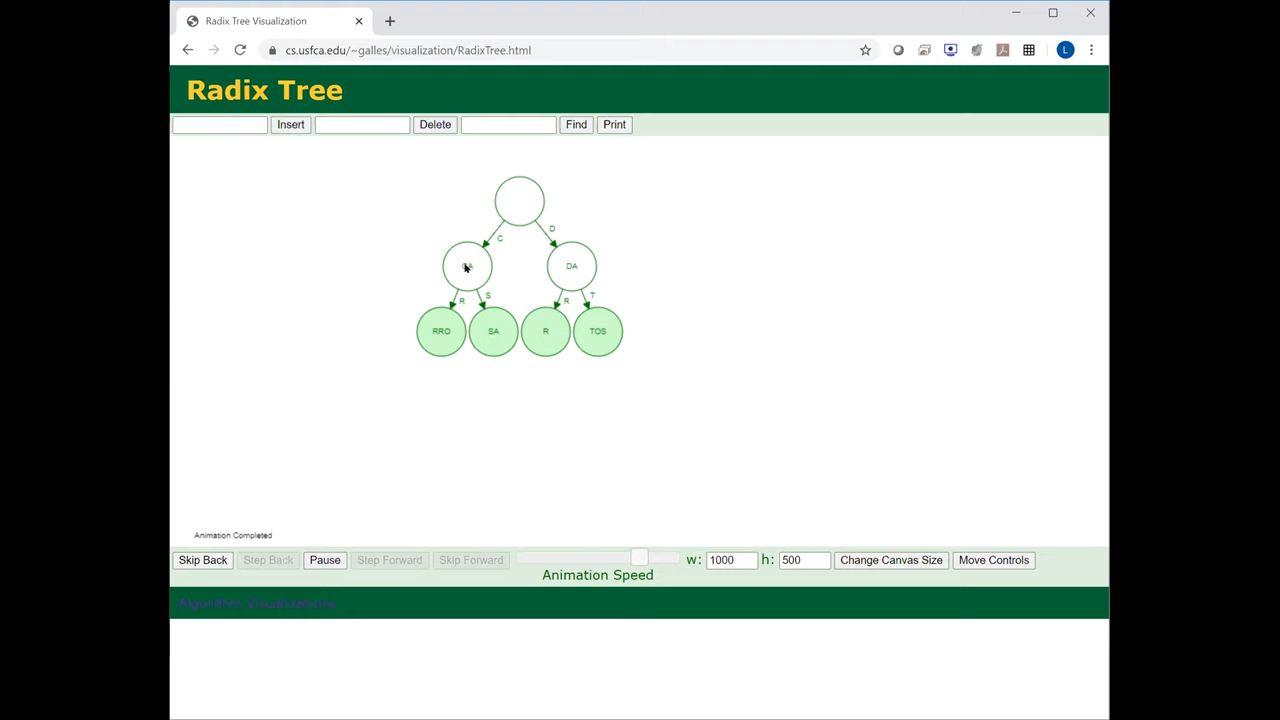 Radix Tree Visualization
cs.usfca.edu/~galles/visualization/RadixTree.html
L
Radix Tree
Insert Delete Find Print
C D
DA
R S R T
RRO SA R TOS
Animation Completed
Skip Back Step Back Pause Step Forward Skip Forward w: 1000 h: 500 Change Canvas Size Move Controls
Animation Speed
Algorithm Visualizations